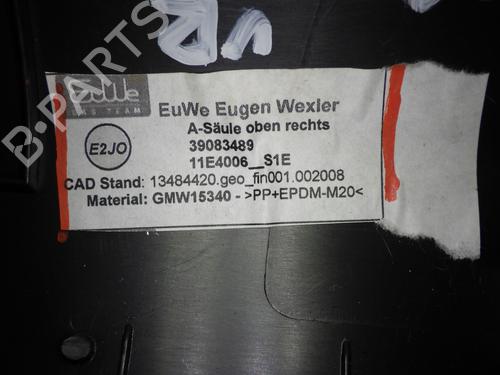 B-PARTS
EuWe
EuWe Eugen Wexler
A-Säule oben rechts
E2JO
39083489
11E4006__S1E
CAD Stand: 13484420.geo_fin001.002008
Material: GMW15340 - >PP+EPDM-M20<